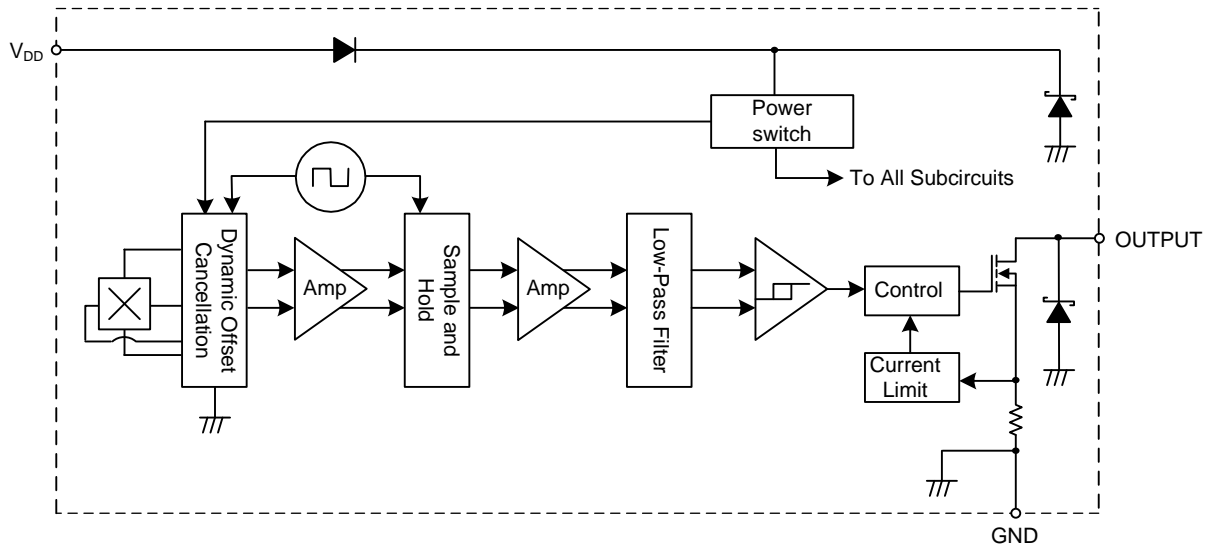 VDD
Power
switch
To All Subcircuits
Dynamic Offset
Cancellation
Amp
Sample and
Hold
Amp
Low-Pass Filter
Control
Current
Limit
OUTPUT
GND